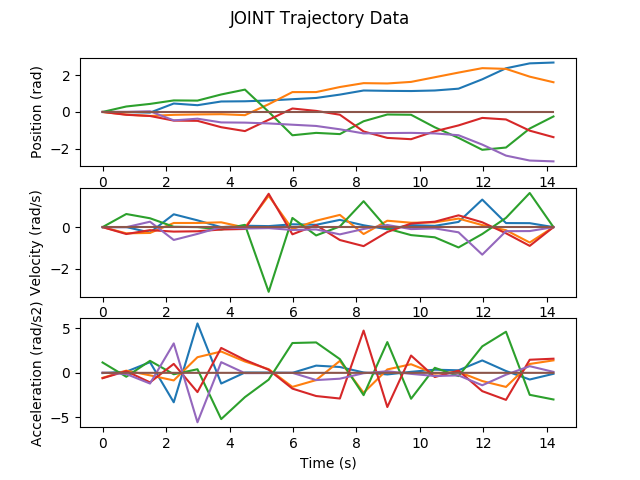 JOINT Trajectory Data
Position (rad)
2
0
−2
0 2 4 6 8 10 12 14
Velocity (rad/s)
0
−2
0 2 4 6 8 10 12 14
Acceleration (rad/s2)
5
0
−5
0 2 4 6 8 10 12 14
Time (s)